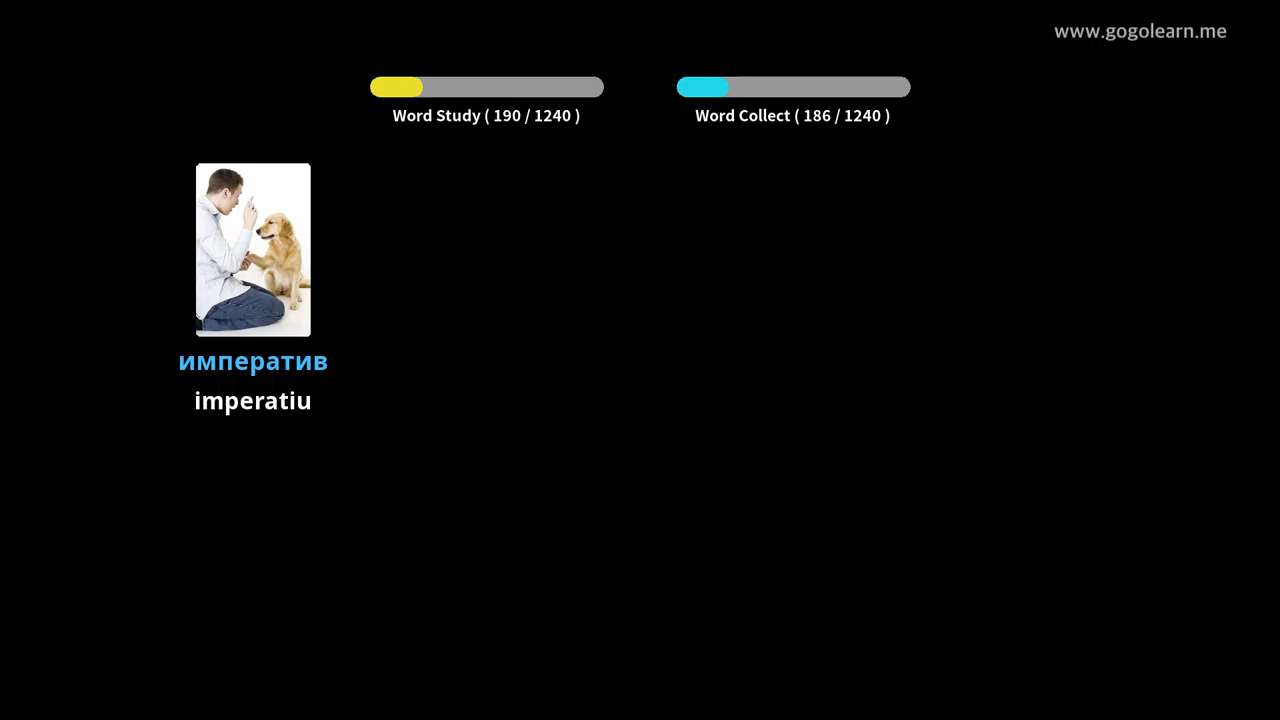 www.gogolearn.me
Word Study ( 190 / 1240 )
Word Collect ( 186 / 1240 )
императив
imperatiu